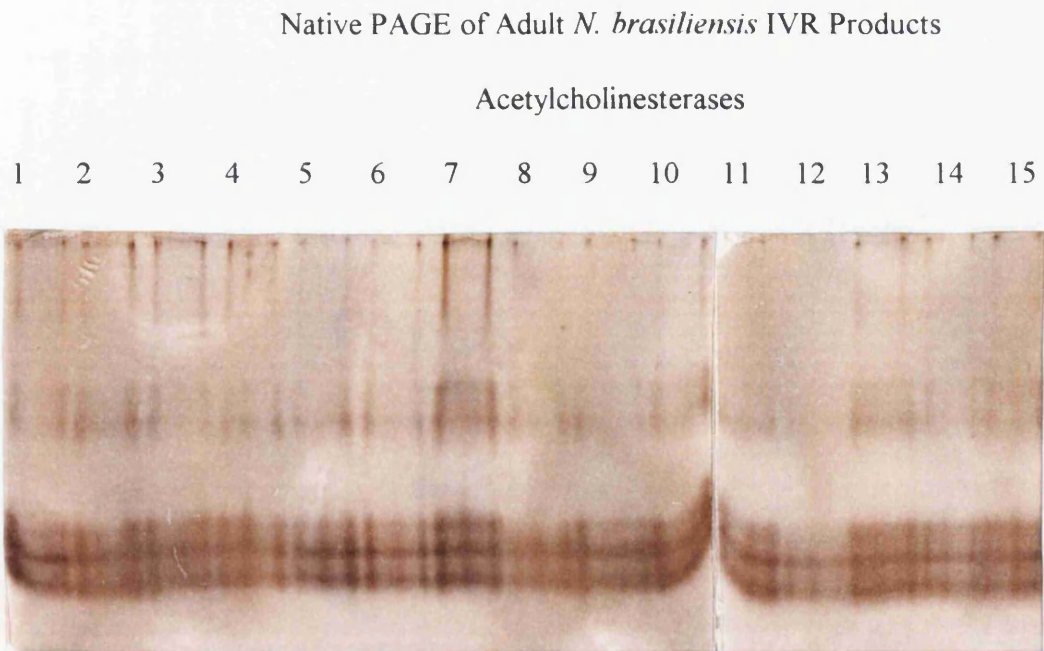 Native PAGE of Adult N. brasiliensis IVR Products
Acetylcholinesterases
1 2 3 4 5 6 7 8 9 10 11 12 13 14 15